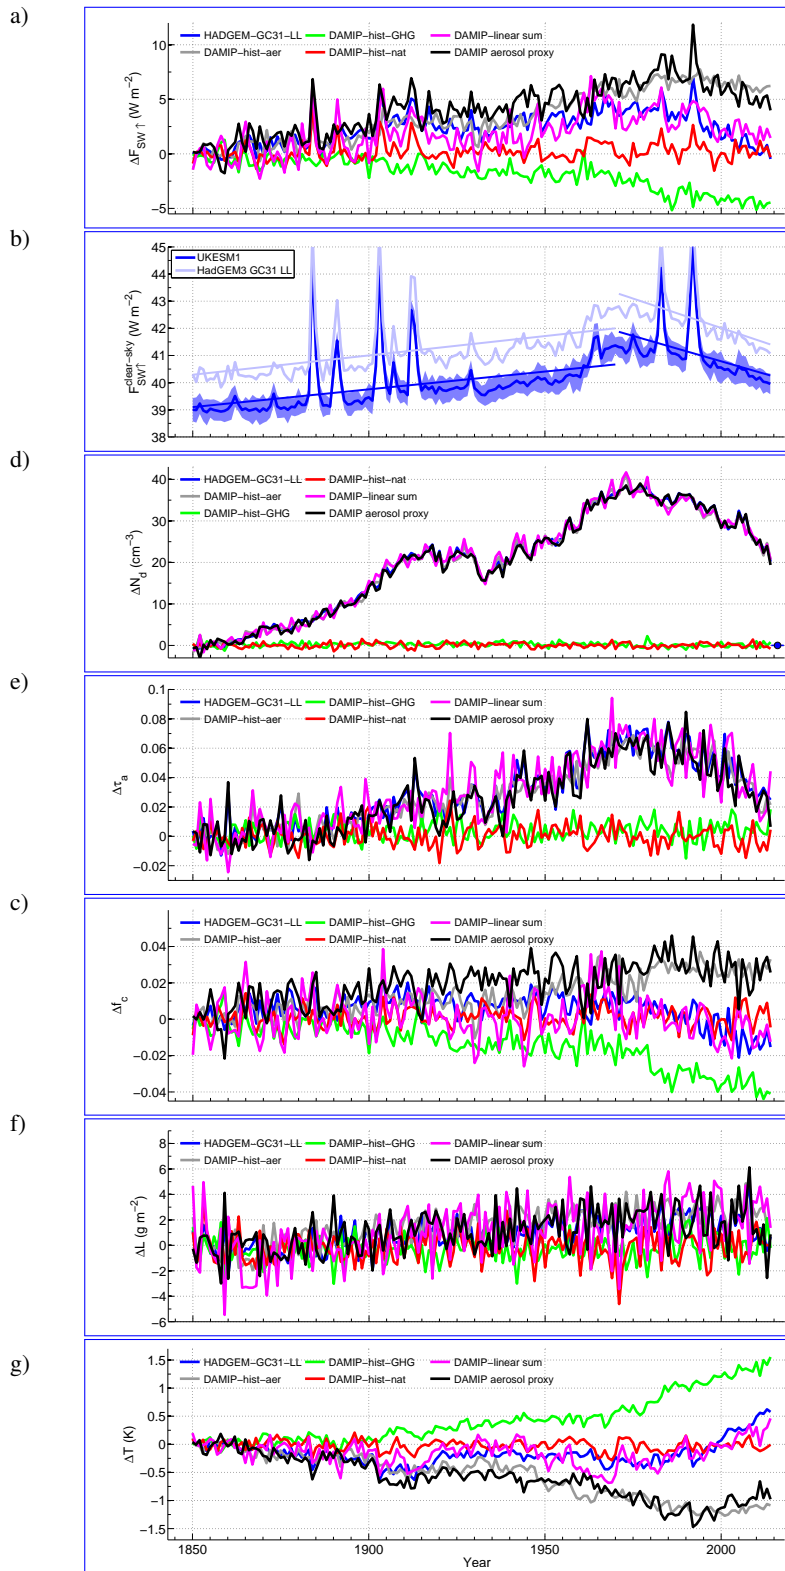 a)
HADGEM−GC31−LL DAMIP−hist−GHG DAMIP−linear sum
DAMIP−hist−aer DAMIP−hist−nat DAMIP aerosol proxy
ΔF SW ↑ (W m−2)
10
5
0
−5
b)
UKESM1
HadGEM3 GC31 LL
F SW↑ clear−sky (W m−2)
45
44
43
42
41
40
39
38
d)
HADGEM−GC31−LL DAMIP−hist−nat
DAMIP−hist−aer DAMIP−linear sum
DAMIP−hist−GHG DAMIP aerosol proxy
ΔN d (cm−3)
40
30
20
10
0
e)
HADGEM−GC31−LL DAMIP−hist−GHG DAMIP−linear sum
DAMIP−hist−aer DAMIP−hist−nat DAMIP aerosol proxy
Δτ a
0.1
0.08
0.06
0.04
0.02
0
−0.02
c)
HADGEM−GC31−LL DAMIP−hist−GHG DAMIP−linear sum
DAMIP−hist−aer DAMIP−hist−nat DAMIP aerosol proxy
Δf c
0.04
0.02
0
−0.02
−0.04
f)
HADGEM−GC31−LL DAMIP−hist−GHG DAMIP−linear sum
DAMIP−hist−aer DAMIP−hist−nat DAMIP aerosol proxy
ΔL (g m−2)
8
6
4
2
0
−2
−4
−6
g)
HADGEM−GC31−LL DAMIP−hist−GHG DAMIP−linear sum
DAMIP−hist−aer DAMIP−hist−nat DAMIP aerosol proxy
ΔT (K)
1.5
1
0.5
0
−0.5
−1
−1.5
1850 1900 1950 2000
Year